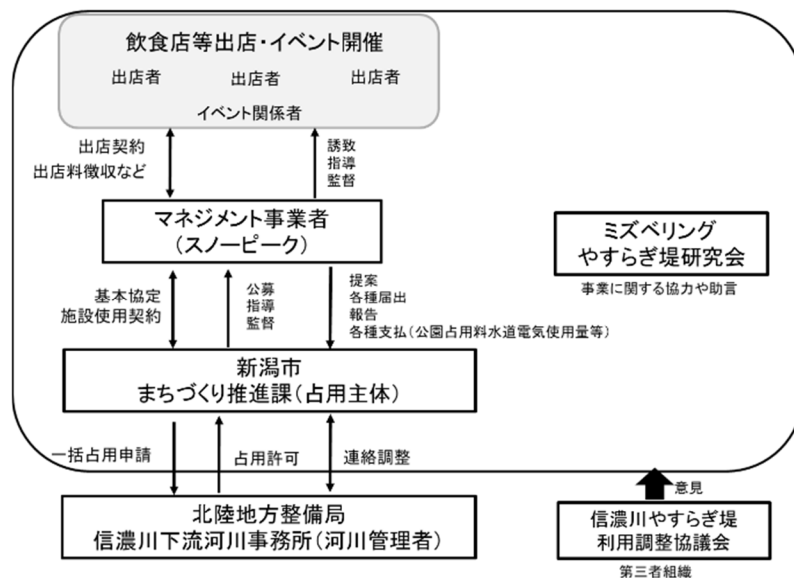 飲食店等出店・イベント開催
出店者 出店者 出店者
イベント関係者
出店契約
出店料徴収など
誘致
指導
監督
マネジメント事業者
(スノーピーク)
ミズベリング
やすらぎ堤研究会
事業に関する協力や助言
基本協定
施設使用契約
公募
指導
監督
提案
各種届出
報告
各種支払(公園占用料水道電気使用量等)
新潟市
まちづくり推進課(占用主体)
一括占用申請
占用許可
連絡調整
意見
北陸地方整備局
信濃川下流河川事務所(河川管理者)
信濃川やすらぎ堤
利用調整協議会
第三者組織